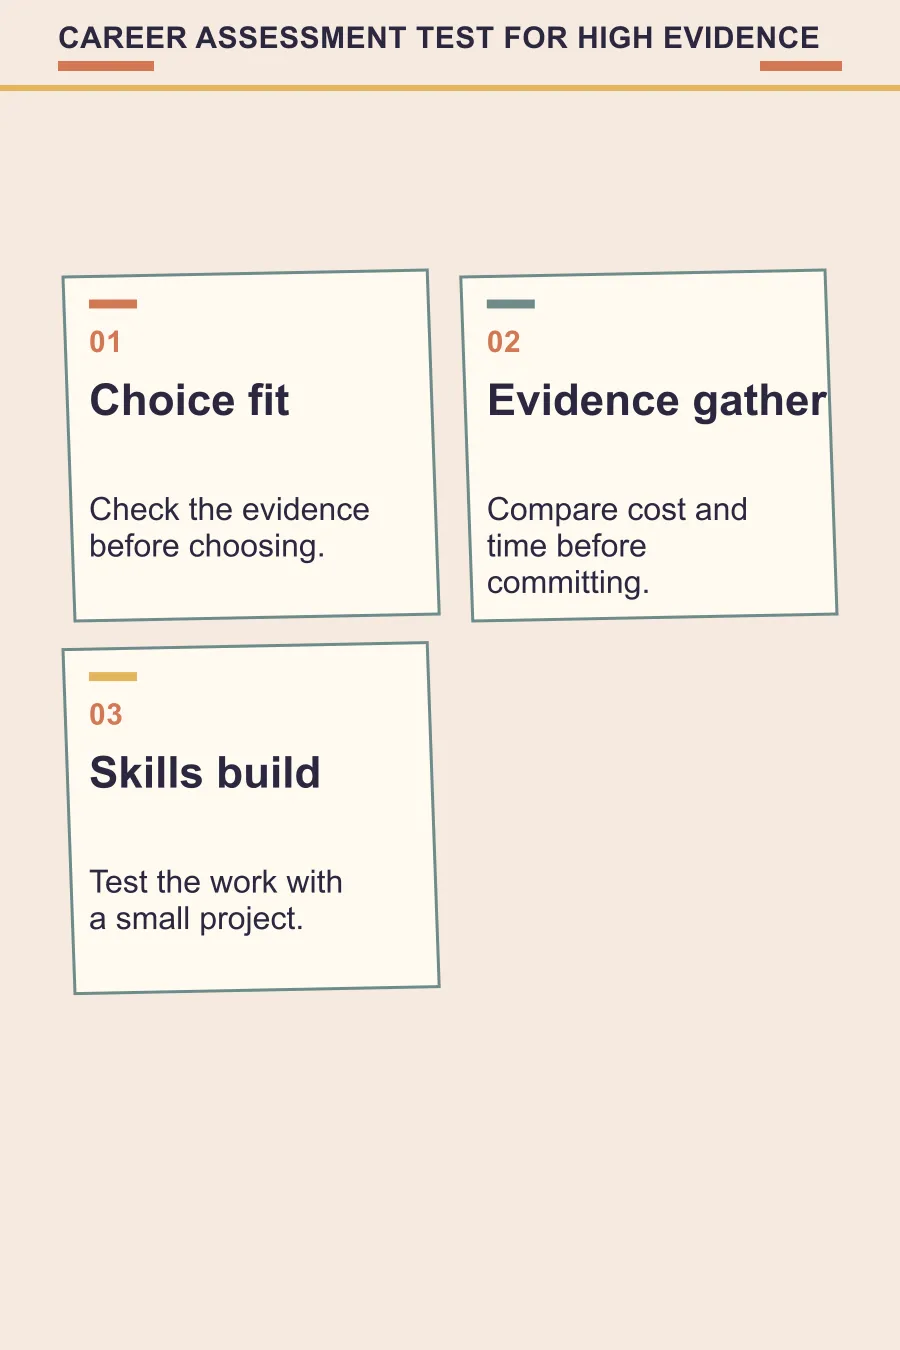 CAREER ASSESSMENT TEST FOR HIGH EVIDENCE
01
Choice fit
Check the evidence
before choosing.
02
Evidence gather
Compare cost and
time before
committing.
03
Skills build
Test the work with
a small project.